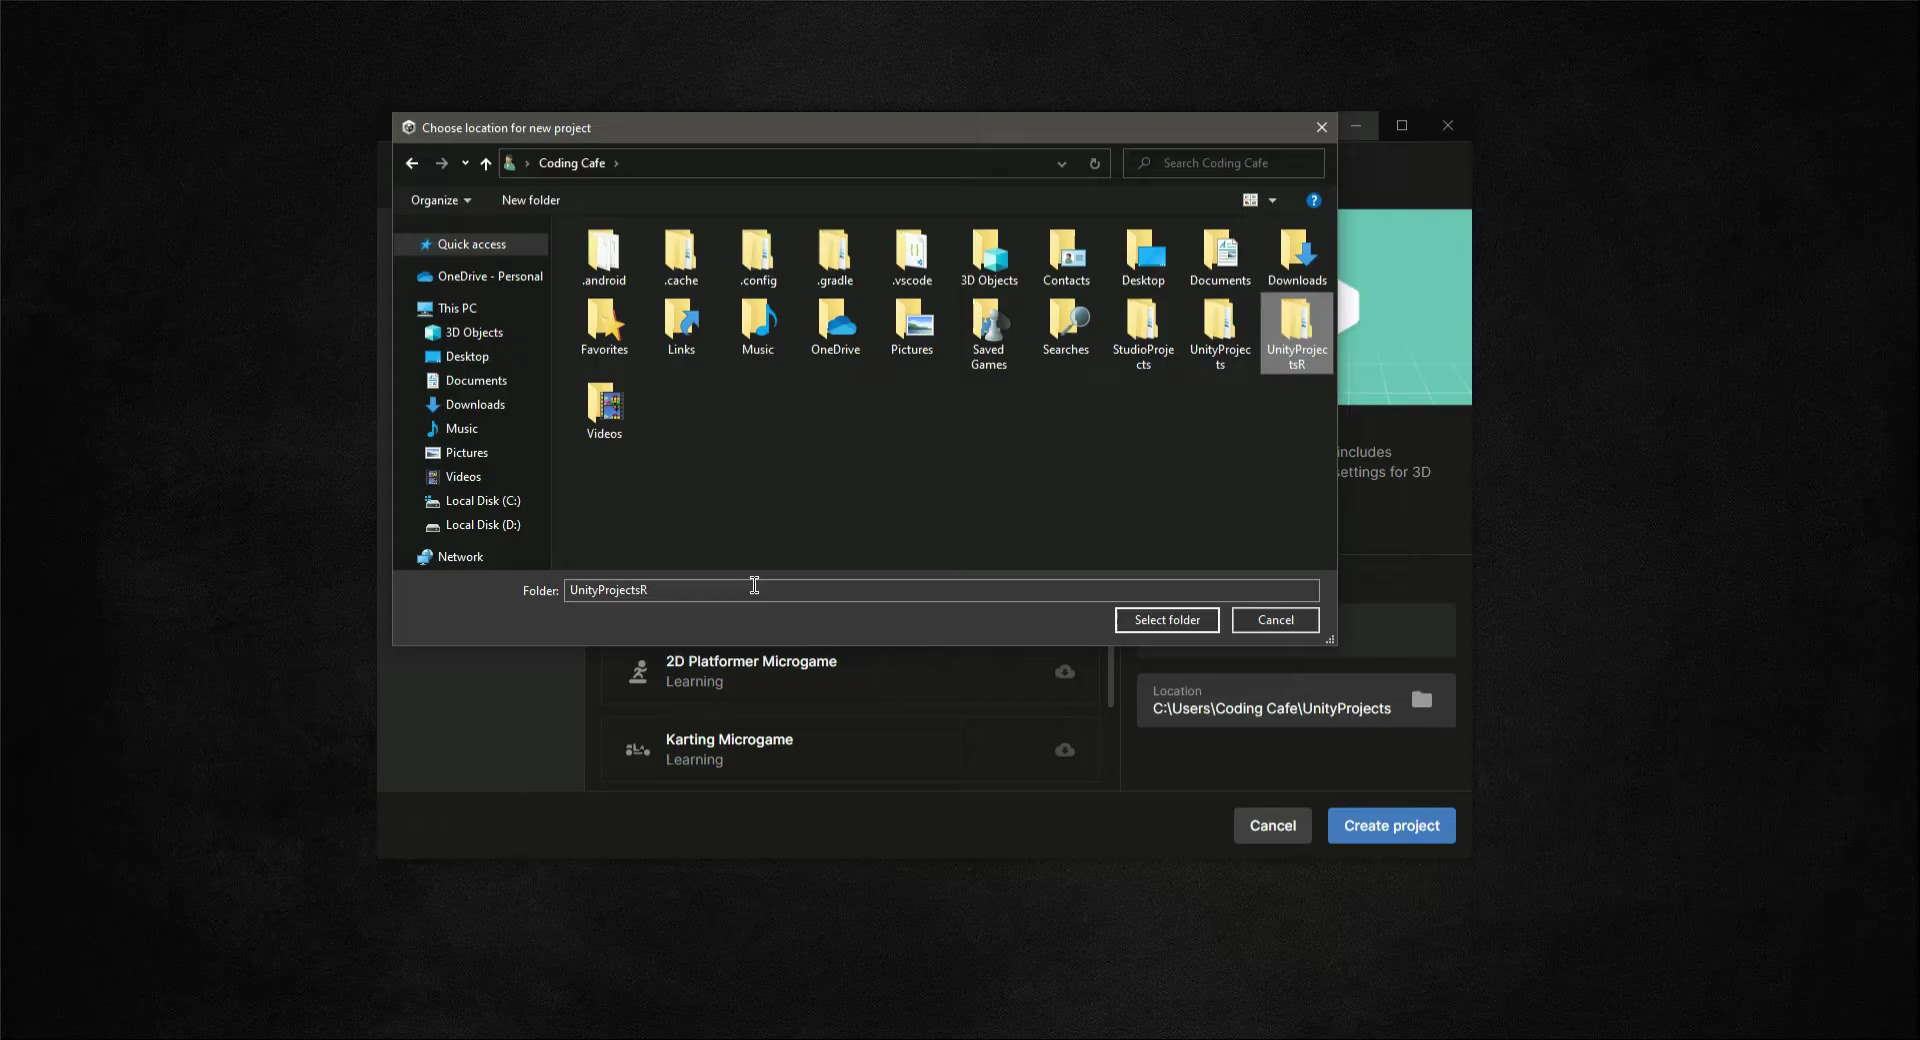 Choose location for new project
Coding Cafe
Search Coding Cafe
Organize
New folder
Quick access
OneDrive - Personal
This PC
3D Objects
Desktop
Documents
Downloads
Music
Pictures
Videos
Local Disk (C:)
Local Disk (D:)
Network
.android
.cache
.config
.gradle
.vscode
3D Objects
Contacts
Desktop
Documents
Downloads
Favorites
Links
Music
OneDrive
Pictures
Saved
Games
Searches
StudioProje
cts
UnityProjec
ts
UnityProjec
tsR
Videos
Folder:
UnityProjectsR
Select folder
Cancel
includes
settings for 3D
2D Platformer Microgame
Learning
Karting Microgame
Learning
Location
C:\Users\Coding Cafe\UnityProjects
Cancel
Create project